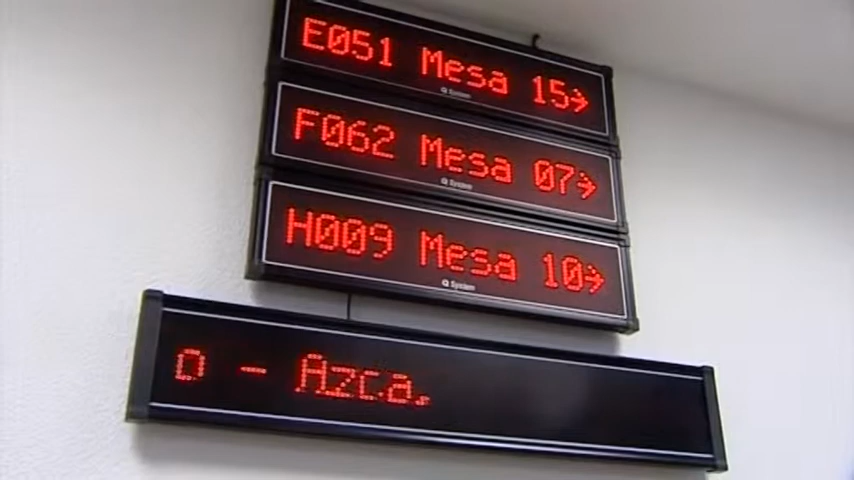 E051 Mesa 15→
Q System
F062 Mesa 07→
Q System
H009 Mesa 10→
Q System
o - Azca.